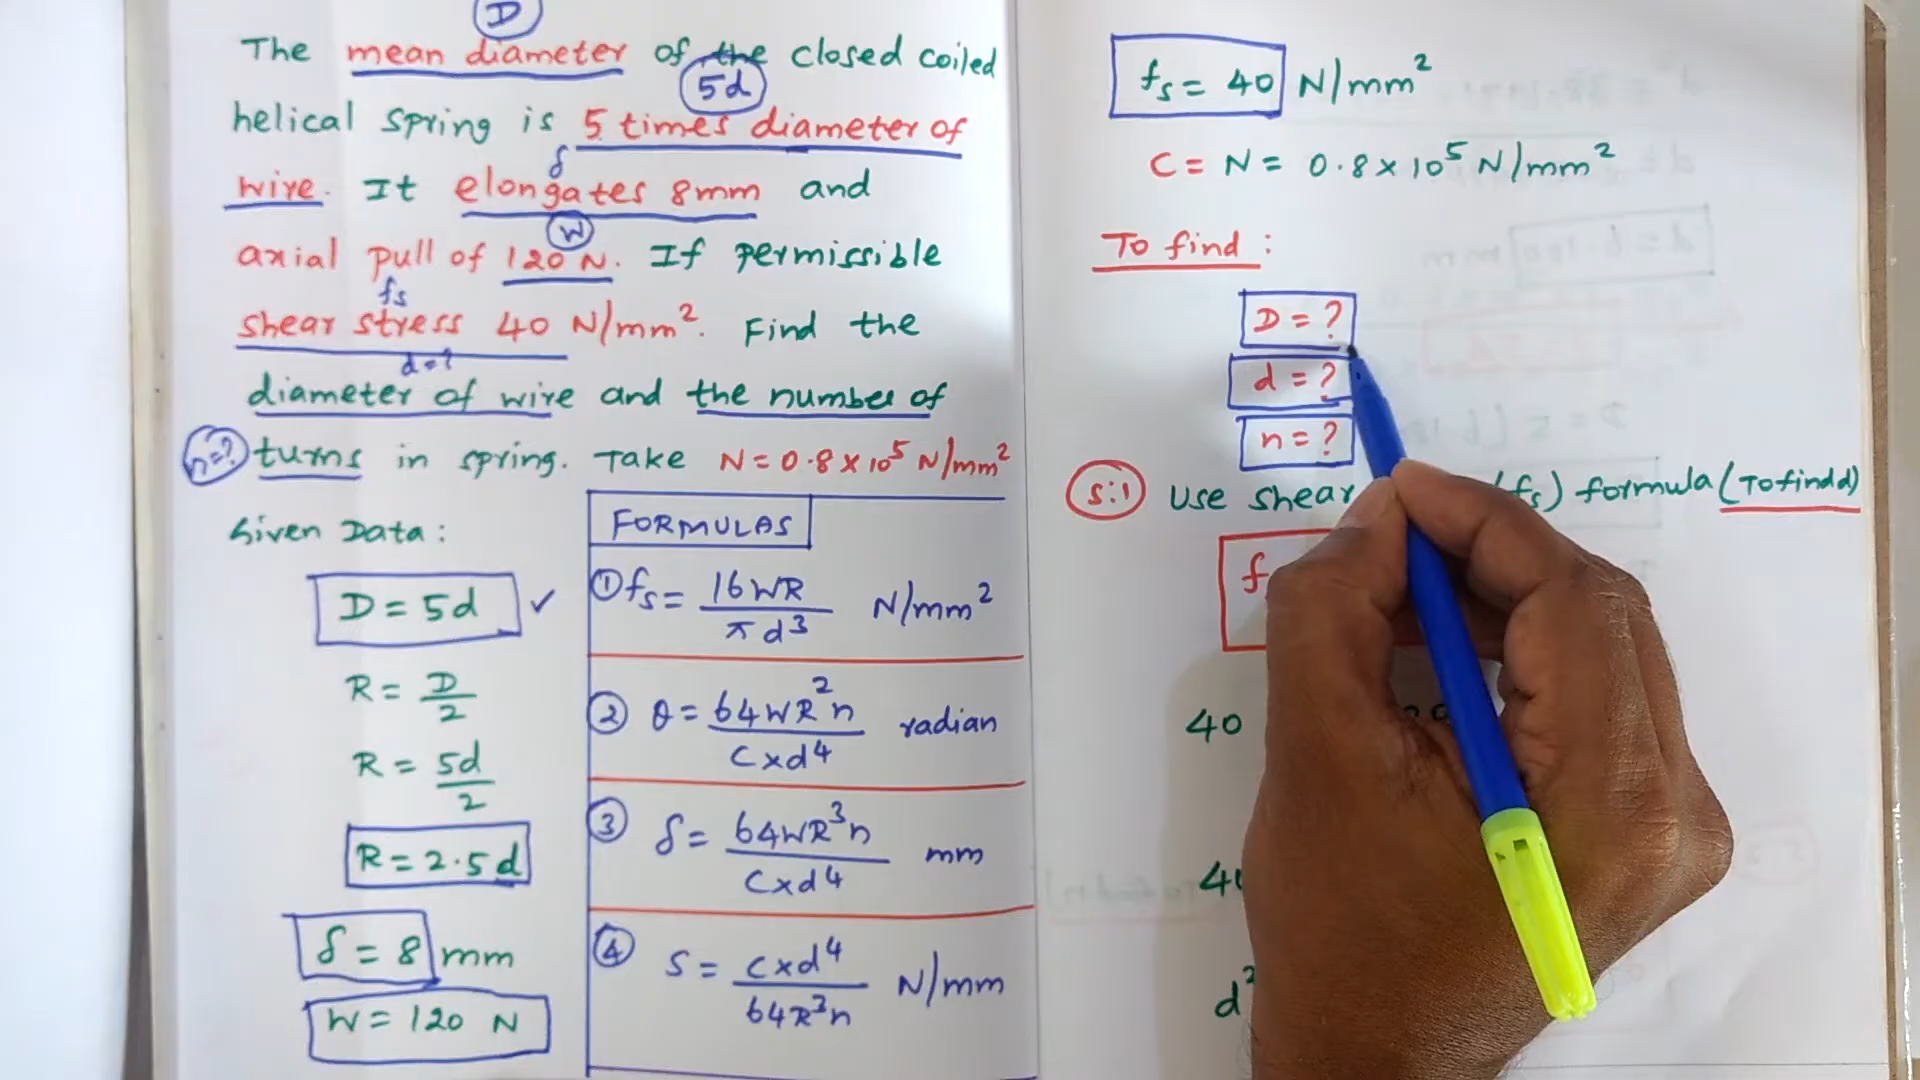 D
The mean diameter of the closed coiled
5d
helical spring is 5 times diameter of
δ
wire. It elongates 8mm and
W
axial pull of 120 N. If permissible
fs
shear stress 40 N/mm². Find the
d=?
diameter of wire and the number of
n=? turns in spring. Take N = 0.8 x 10⁵ N/mm²
Given Data:
D = 5d ✓
R = D/2
R = 5d/2
R = 2.5d
δ = 8 mm
W = 120 N
FORMULAS
① fs = 16WR/πd³ N/mm²
② θ = 64WR²n/Cxd⁴ radian
③ δ = 64WR³n/Cxd⁴ mm
④ S = Cxd⁴/64R³n N/mm
fs = 40 N/mm²
C = N = 0.8 x 10⁵ N/mm²
To find:
D = ?
d = ?
n = ?
S:1 Use shear (fs) formula (To find d)
f
40
d²